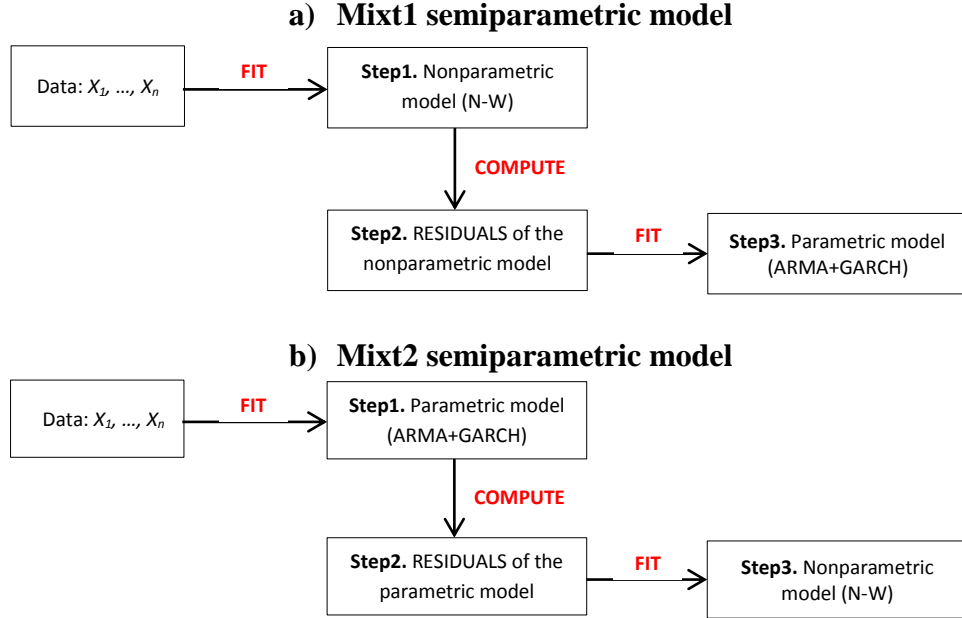 a) Mixt1 semiparametric model
Data: X1, ..., Xn
FIT
Step1. Nonparametric
model (N-W)
COMPUTE
Step2. RESIDUALS of the
nonparametric model
FIT
Step3. Parametric model
(ARMA+GARCH)
b) Mixt2 semiparametric model
Data: X1, ..., Xn
FIT
Step1. Parametric model
(ARMA+GARCH)
COMPUTE
Step2. RESIDUALS of the
parametric model
FIT
Step3. Nonparametric
model (N-W)